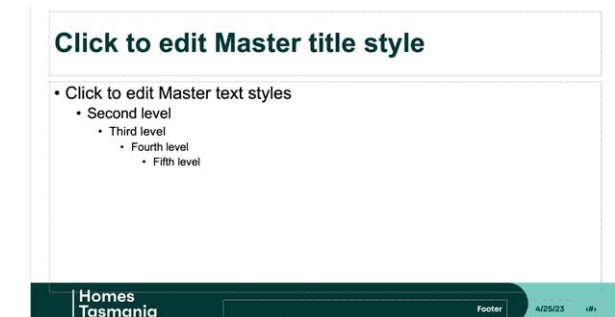 Click to edit Master title style
• Click to edit Master text styles
• Second level
• Third level
• Fourth level
• Fifth level
Homes
Tasmania
Footer
4/25/23
‹#›